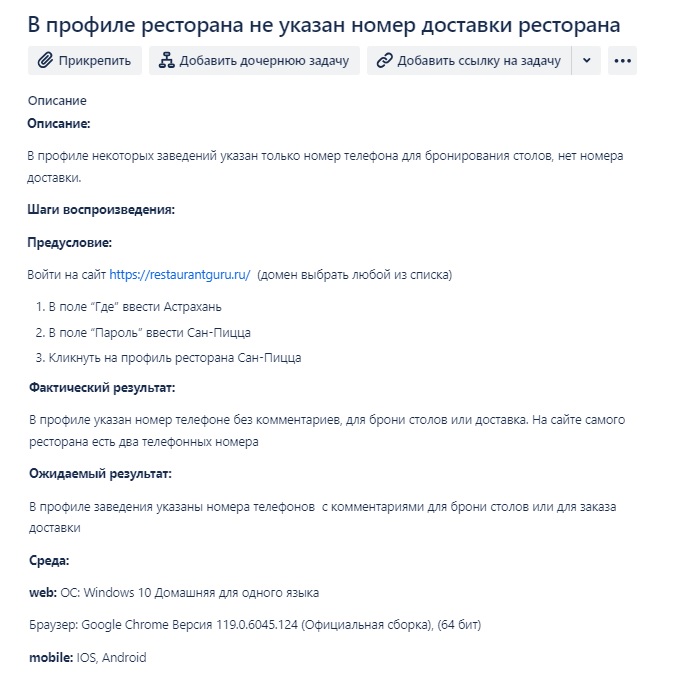 В профиле ресторана не указан номер доставки ресторана
Прикрепить Добавить дочернюю задачу Добавить ссылку на задачу
Описание
Описание:
В профиле некоторых заведений указан только номер телефона для бронирования столов, нет номера
доставки.
Шаги воспроизведения:
Предусловие:
Войти на сайт https://restaurantguru.ru/ (домен выбрать любой из списка)
1. В поле “Где” ввести Астрахань
2. В поле “Пароль” ввести Сан-Пицца
3. Кликнуть на профиль ресторана Сан-Пицца
Фактический результат:
В профиле указан номер телефоне без комментариев, для брони столов или доставка. На сайте самого
ресторана есть два телефонных номера
Ожидаемый результат:
В профиле заведения указаны номера телефонов с комментариями для брони столов или для заказа
доставки
Среда:
web: ОС: Windows 10 Домашняя для одного языка
Браузер: Google Chrome Версия 119.0.6045.124 (Официальная сборка), (64 бит)
mobile: IOS, Android